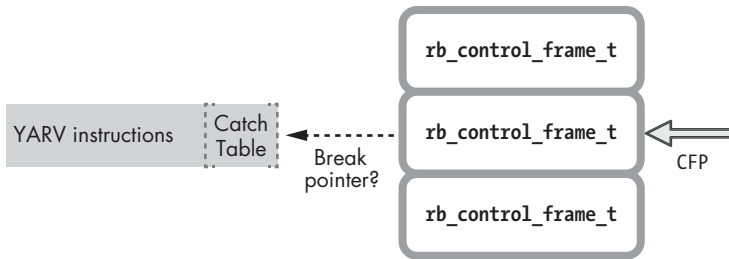 rb_control_frame_t
YARV instructions
Catch
Table
Break
pointer?
rb_control_frame_t
CFP
rb_control_frame_t